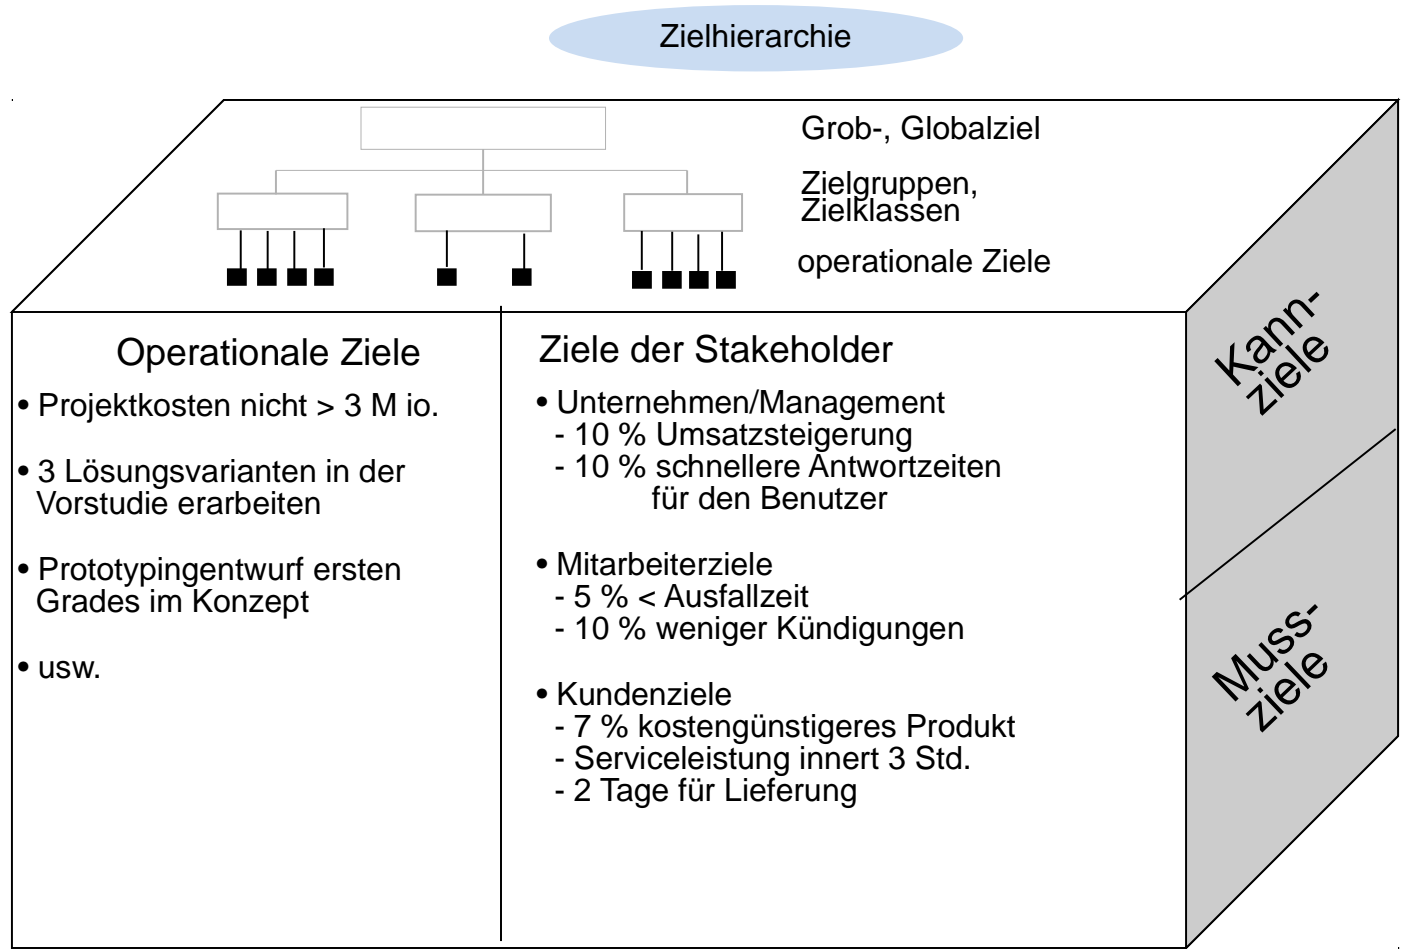 Zielhierarchie
Grob-, Globalziel
Zielgruppen,
Zielklassen
operationale Ziele
Operationale Ziele
• Projektkosten nicht > 3 M io.
• 3 Lösungsvarianten in der
Vorstudie erarbeiten
• Prototypingentwurf ersten
Grades im Konzept
• usw.
Ziele der Stakeholder
• Unternehmen/Management
- 10 % Umsatzsteigerung
- 10 % schnellere Antwortzeiten
für den Benutzer
• Mitarbeiterziele
- 5 % < Ausfallzeit
- 10 % weniger Kündigungen
• Kundenziele
- 7 % kostengünstigeres Produkt
- Serviceleistung innert 3 Std.
- 2 Tage für Lieferung
Kann-
ziele
Muss-
ziele